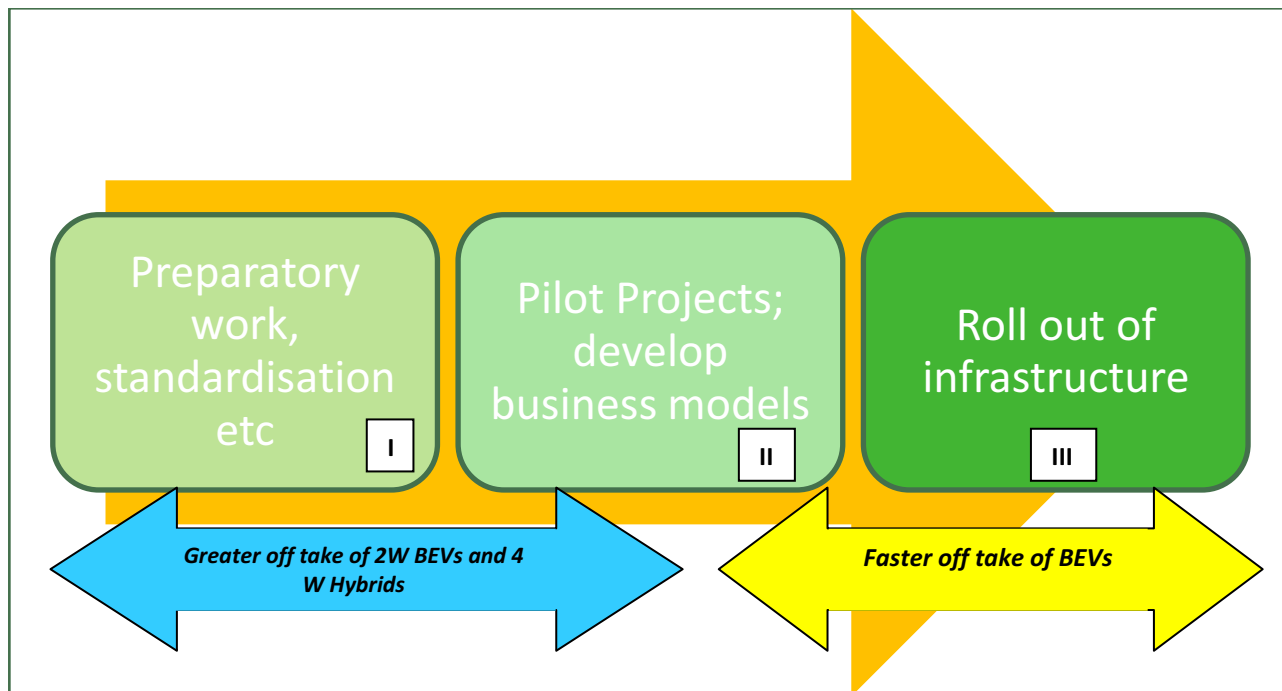 Preparatory
work,
standardisation
etc
I
Pilot Projects;
develop
business models
II
Roll out of
infrastructure
III
Greater off take of 2W BEVs and 4
W Hybrids
Faster off take of BEVs